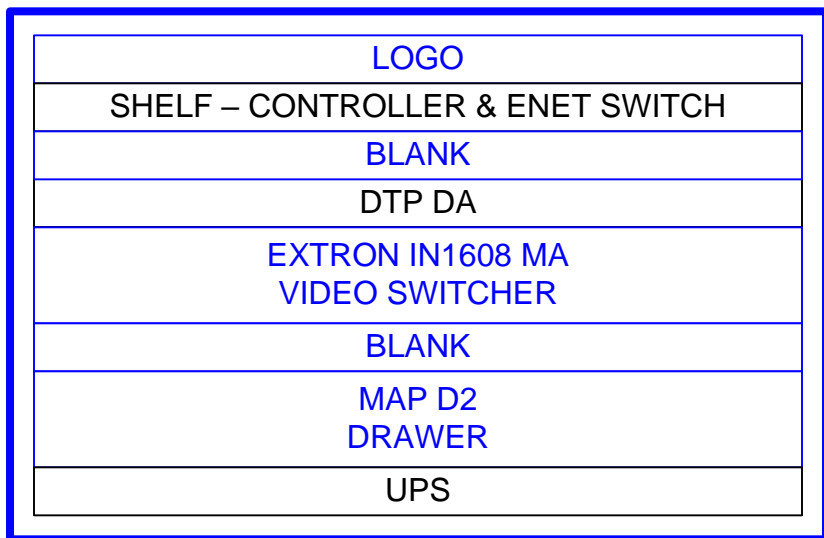 LOGO
SHELF – CONTROLLER & ENET SWITCH
BLANK
DTP DA
EXTRON IN1608 MA
VIDEO SWITCHER
BLANK
MAP D2
DRAWER
UPS